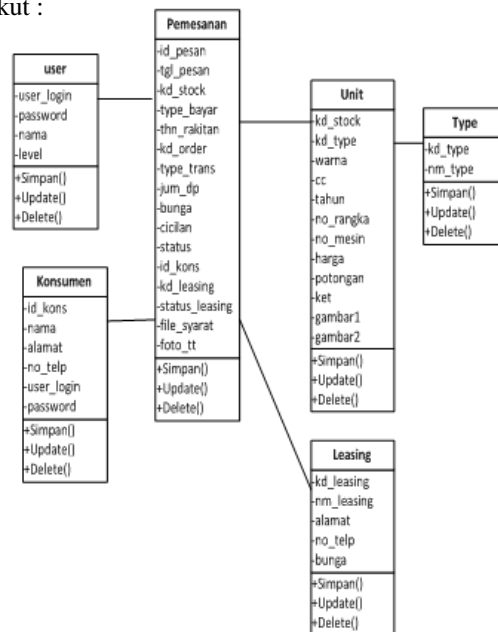 kut :
Pemesanan
-id_pesan
-tgl_pesan
-kd_stock
-type_bayar
-thn_rakitan
-kd_order
-type_trans
-jum_dp
-bunga
-cicilan
-status
-id_kons
-kd_leasing
-status_leasing
-file_syarat
-foto_tt
+Simpan()
+Update()
+Delete()
user
-user_login
-password
-nama
-level
+Simpan()
+Update()
+Delete()
Konsumen
-id_kons
-nama
-alamat
-no_telp
-user_login
-password
+Simpan()
+Update()
+Delete()
Unit
-kd_stock
-kd_type
-warna
-cc
-tahun
-no_rangka
-no_mesin
-harga
-potongan
-ket
-gambar1
-gambar2
+Simpan()
+Update()
+Delete()
Type
-kd_type
-nm_type
+Simpan()
+Update()
+Delete()
Leasing
-kd_leasing
-nm_leasing
-alamat
-no_telp
-bunga
+Simpan()
+Update()
+Delete()